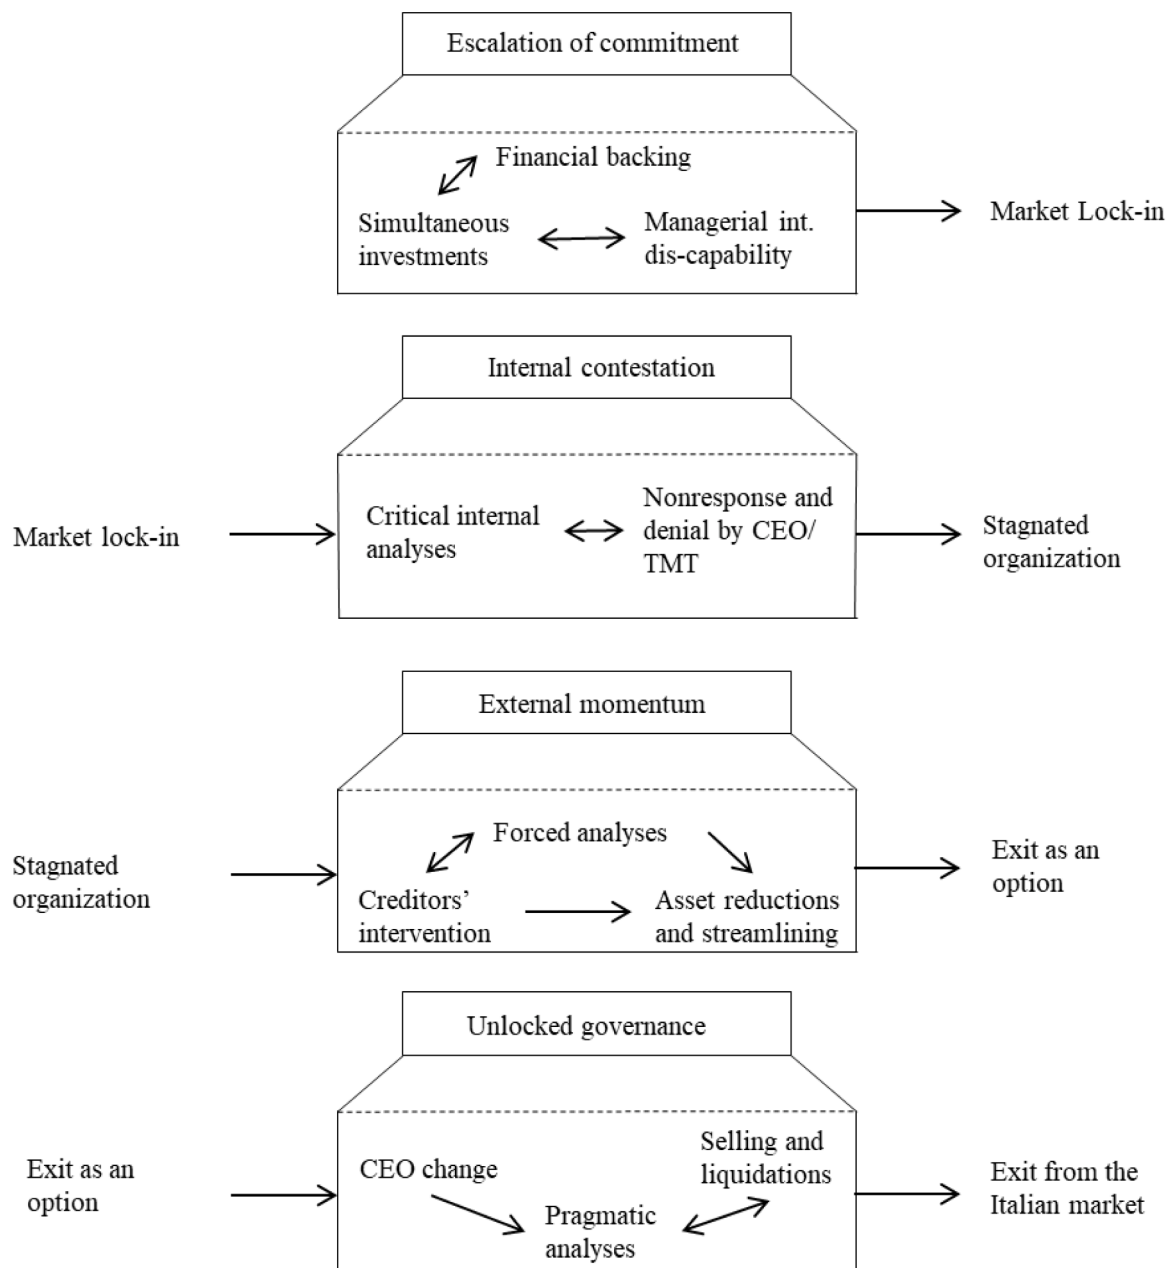 Escalation of commitment
Financial backing
Simultaneous
investments
Managerial int.
dis-capability
Market Lock-in
Internal contestation
Market lock-in
Critical internal
analyses
Nonresponse and
denial by CEO/
TMT
Stagnated
organization
External momentum
Stagnated
organization
Forced analyses
Creditors’
intervention
Asset reductions
and streamlining
Exit as an
option
Unlocked governance
Exit as an
option
CEO change
Pragmatic
analyses
Selling and
liquidations
Exit from the
Italian market